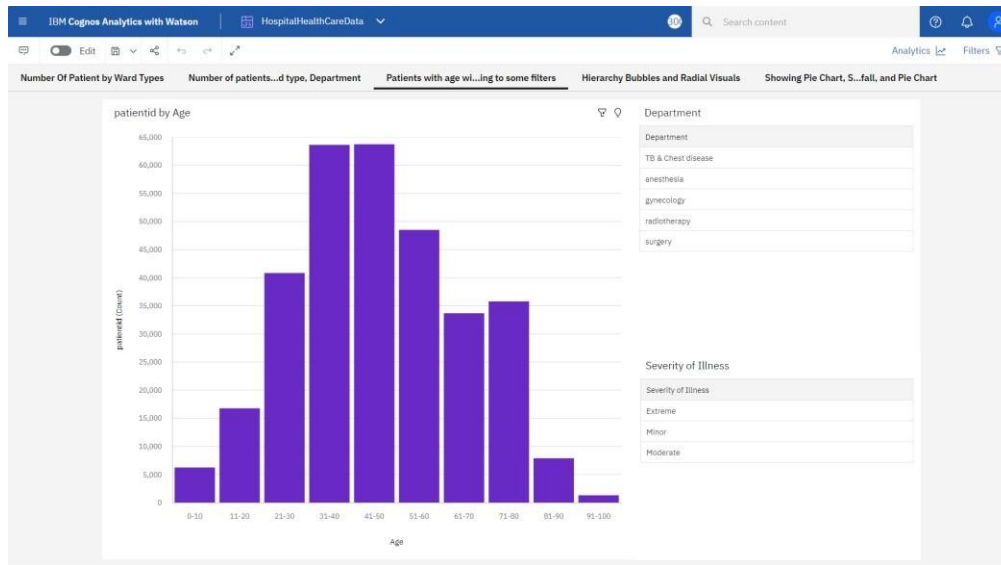 IBM Cognos Analytics with Watson
HospitalHealthCareData
Search content
Edit
Analytics
Filters
Number Of Patient by Ward Types
Number of patients...d type, Department
Patients with age wi...ing to some filters
Hierarchy Bubbles and Radial Visuals
Showing Pie Chart, S...fall, and Pie Chart
patientid by Age
65,000
60,000
55,000
50,000
45,000
40,000
35,000
30,000
25,000
20,000
15,000
10,000
5,000
0
patientid (Count)
0-10
11-20
21-30
31-40
41-50
51-60
61-70
71-80
81-90
91-100
Age
Department
Department
TB & Chest disease
anesthesia
gynecology
radiotherapy
surgery
Severity of Illness
Severity of Illness
Extreme
Minor
Moderate